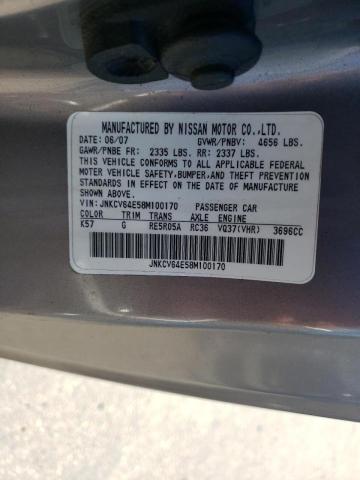 MANUFACTURED BY NISSAN MOTOR CO.,LTD.
DATE: 06/07 GVWR/PNBV: 4656 LBS.
GAWR/PNBE FR: 2335 LBS. RR: 2337 LBS.
THIS VEHICLE CONFORMS TO ALL APPLICABLE FEDERAL
MOTOR VEHICLE SAFETY,BUMPER,AND THEFT PREVENTION
STANDARDS IN EFFECT ON THE DATE OF MANUFACTURE
SHOWN ABOVE.
VIN: JNKCV64E58M100170 PASSENGER CAR
COLOR TRIM TRANS AXLE ENGINE
K57 G RE5R05A RC36 VQ37(VHR) 3696CC
JNKCV64E58M100170